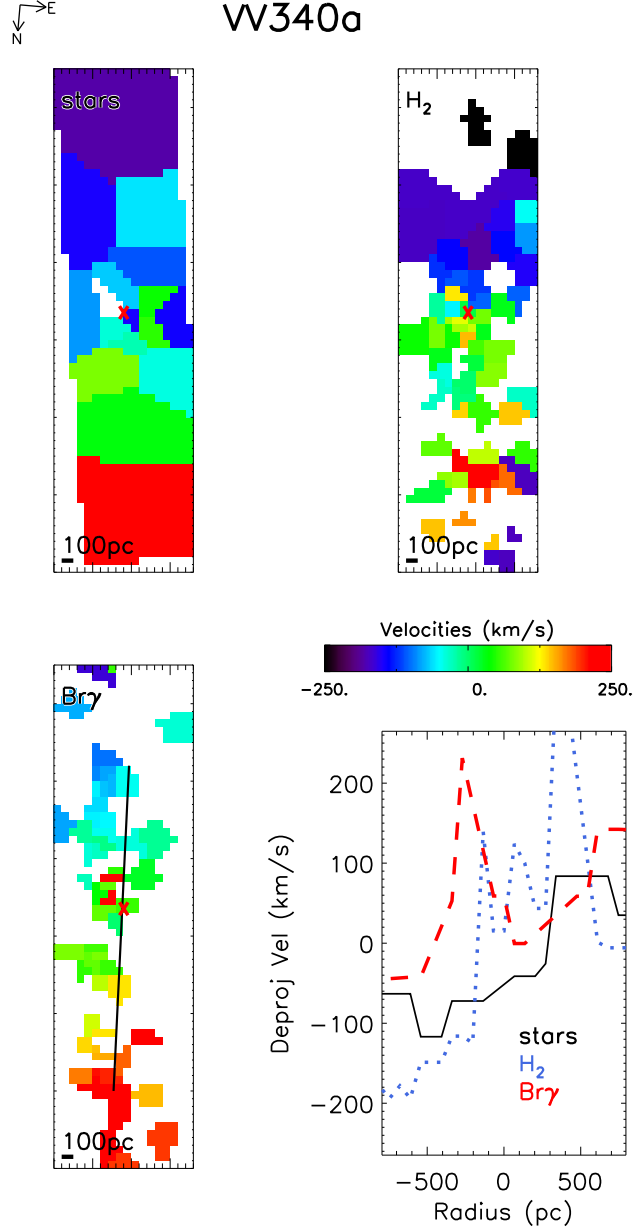 E
N
VV340a
stars
H2
100pc
100pc
Brγ
100pc
Velocities (km/s)
-250. 0. 250.
Deproj Vel (km/s)
200
100
0
-100
-200
stars
H2
Brγ
-500 0 500
Radius (pc)